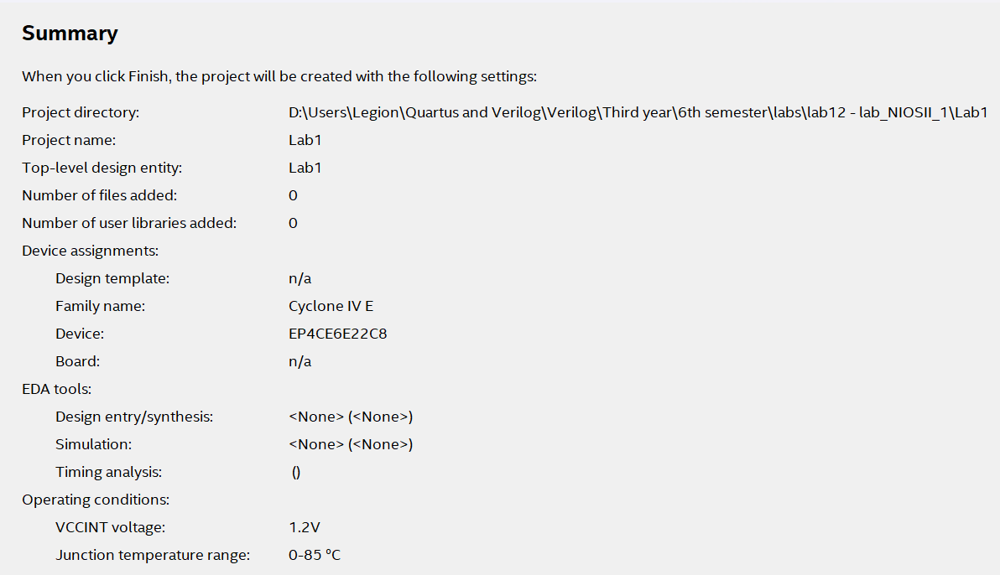 Summary
When you click Finish, the project will be created with the following settings:
Project directory: D:\Users\Legion\Quartus and Verilog\Verilog\Third year\6th semester\labs\lab12 - lab_NIOSII_1\Lab1
Project name: Lab1
Top-level design entity: Lab1
Number of files added: 0
Number of user libraries added: 0
Device assignments:
Design template: n/a
Family name: Cyclone IV E
Device: EP4CE6E22C8
Board: n/a
EDA tools:
Design entry/synthesis: <None> (<None>)
Simulation: <None> (<None>)
Timing analysis: ()
Operating conditions:
VCCINT voltage: 1.2V
Junction temperature range: 0-85 ºC